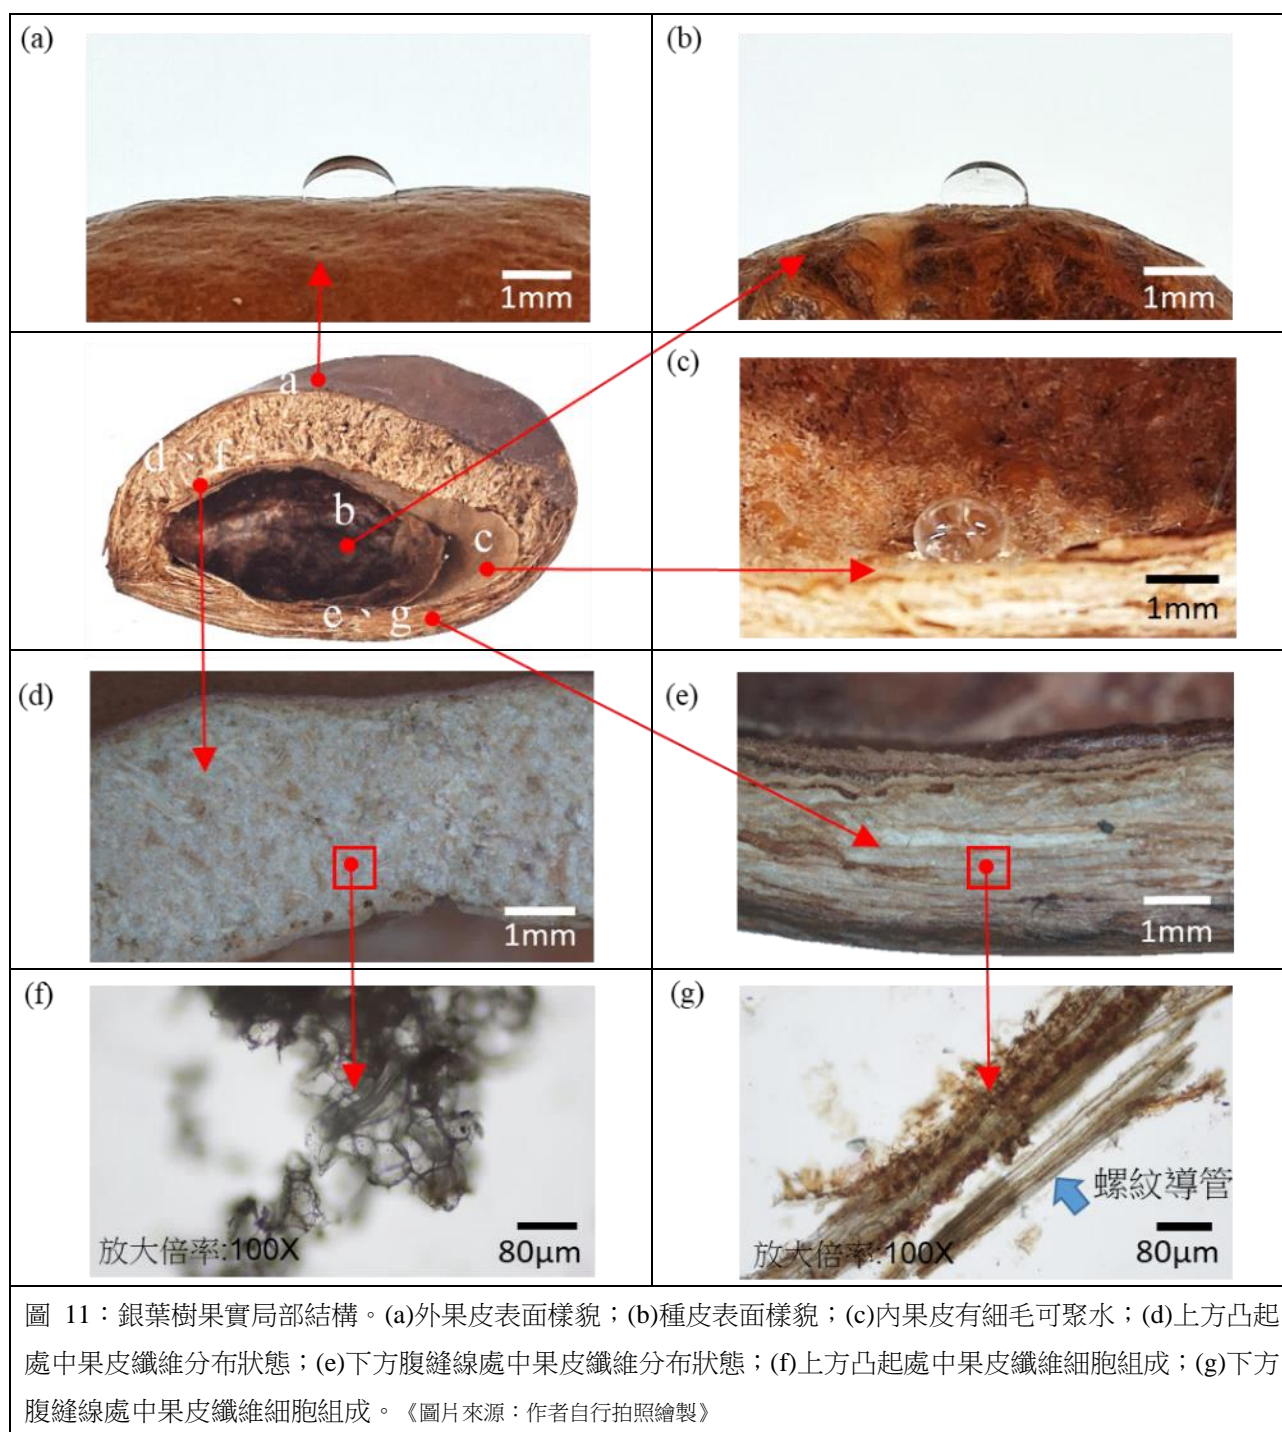 (a)
1mm
(b)
1mm
a
d、f
b
c
e、g
(c)
1mm
(d)
1mm
(e)
1mm
(f)
放大倍率:100X
80μm
(g)
螺紋導管
放大倍率:100X
80μm
圖 11：銀葉樹果實局部結構。(a)外果皮表面樣貌；(b)種皮表面樣貌；(c)內果皮有細毛可聚水；(d)上方凸起
處中果皮纖維分布狀態；(e)下方腹縫線處中果皮纖維分布狀態；(f)上方凸起處中果皮纖維細胞組成；(g)下方
腹縫線處中果皮纖維細胞組成。《圖片來源：作者自行拍照繪製》